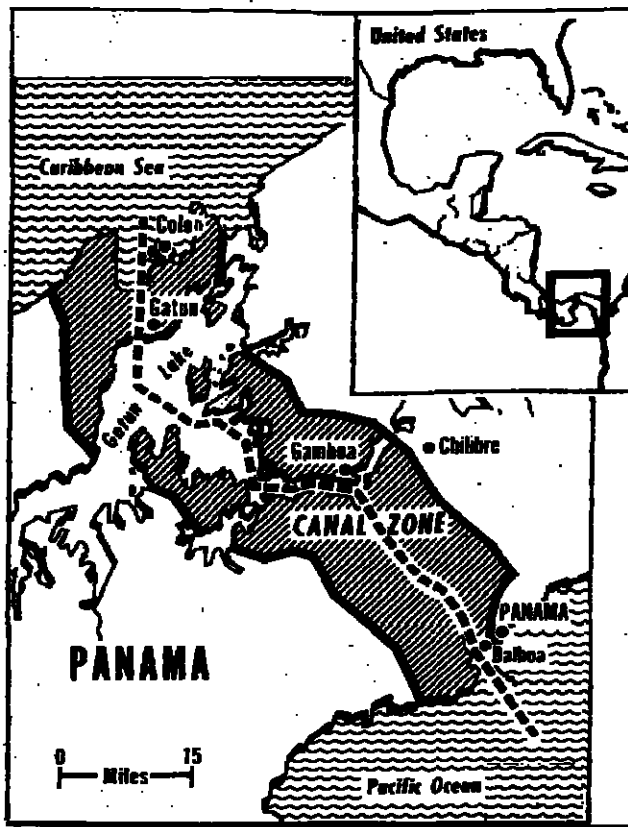 United States
Caribbean Sea
Colon
Gatun
Gatun Lake
Gamboa
Chilibre
CANAL ZONE
PANAMA
Balboa
PANAMA
0 15
Miles
Pacific Ocean